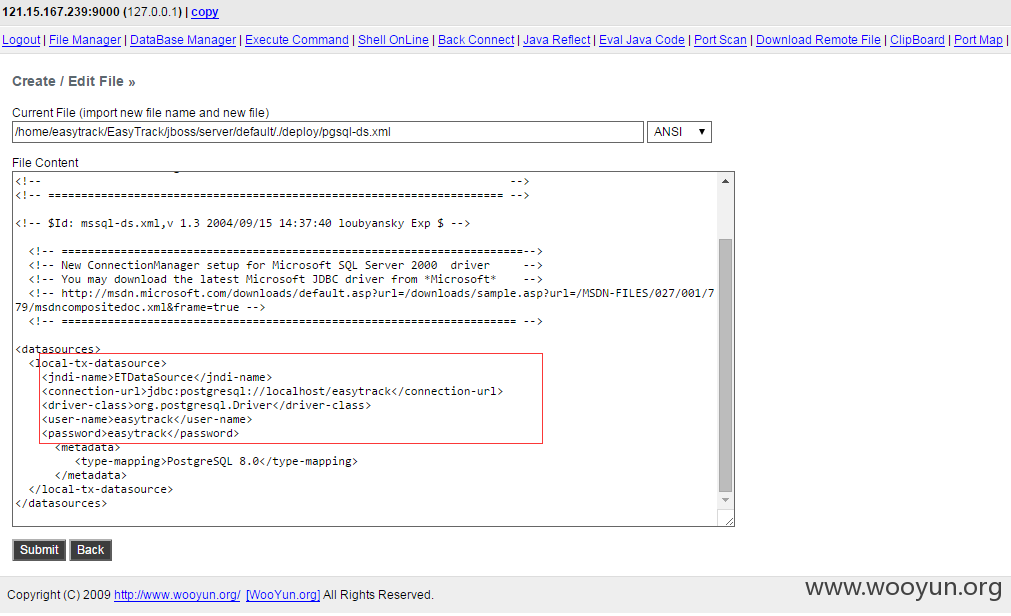 121.15.167.239:9000 (127.0.0.1) | copy
Logout | File Manager | DataBase Manager | Execute Command | Shell OnLine | Back Connect | Java Reflect | Eval Java Code | Port Scan | Download Remote File | ClipBoard | Port Map |
Create / Edit File »
Current File (import new file name and new file)
/home/easytrack/EasyTrack/jboss/server/default/./deploy/pgsql-ds.xml ANSI
File Content
<!-- -->
<!-- ===================================================================== -->
<!-- $Id: mssql-ds.xml,v 1.3 2004/09/15 14:37:40 loubyansky Exp $ -->
<!-- ======================================================================-->
<!-- New ConnectionManager setup for Microsoft SQL Server 2000 driver -->
<!-- You may download the latest Microsoft JDBC driver from *Microsoft* -->
<!-- http://msdn.microsoft.com/downloads/default.asp?url=/downloads/sample.asp?url=/MSDN-FILES/027/001/7
79/msdncompositedoc.xml&frame=true -->
<!-- ===================================================================== -->
<datasources>
<local-tx-datasource>
<jndi-name>ETDataSource</jndi-name>
<connection-url>jdbc:postgresql://localhost/easytrack</connection-url>
<driver-class>org.postgresql.Driver</driver-class>
<user-name>easytrack</user-name>
<password>easytrack</password>
<metadata>
<type-mapping>PostgreSQL 8.0</type-mapping>
</metadata>
</local-tx-datasource>
</datasources>
Submit Back
Copyright (C) 2009 http://www.wooyun.org/ [WooYun.org] All Rights Reserved.
www.wooyun.org